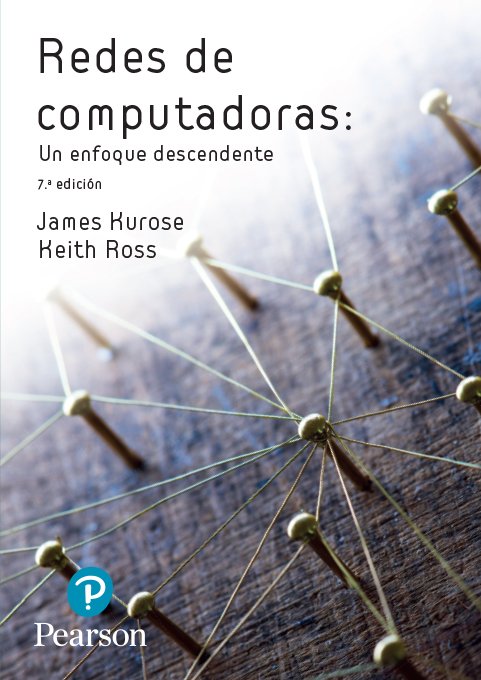 Redes de
computadoras:
Un enfoque descendente
7.ª edición
James Kurose
Keith Ross
P
Pearson